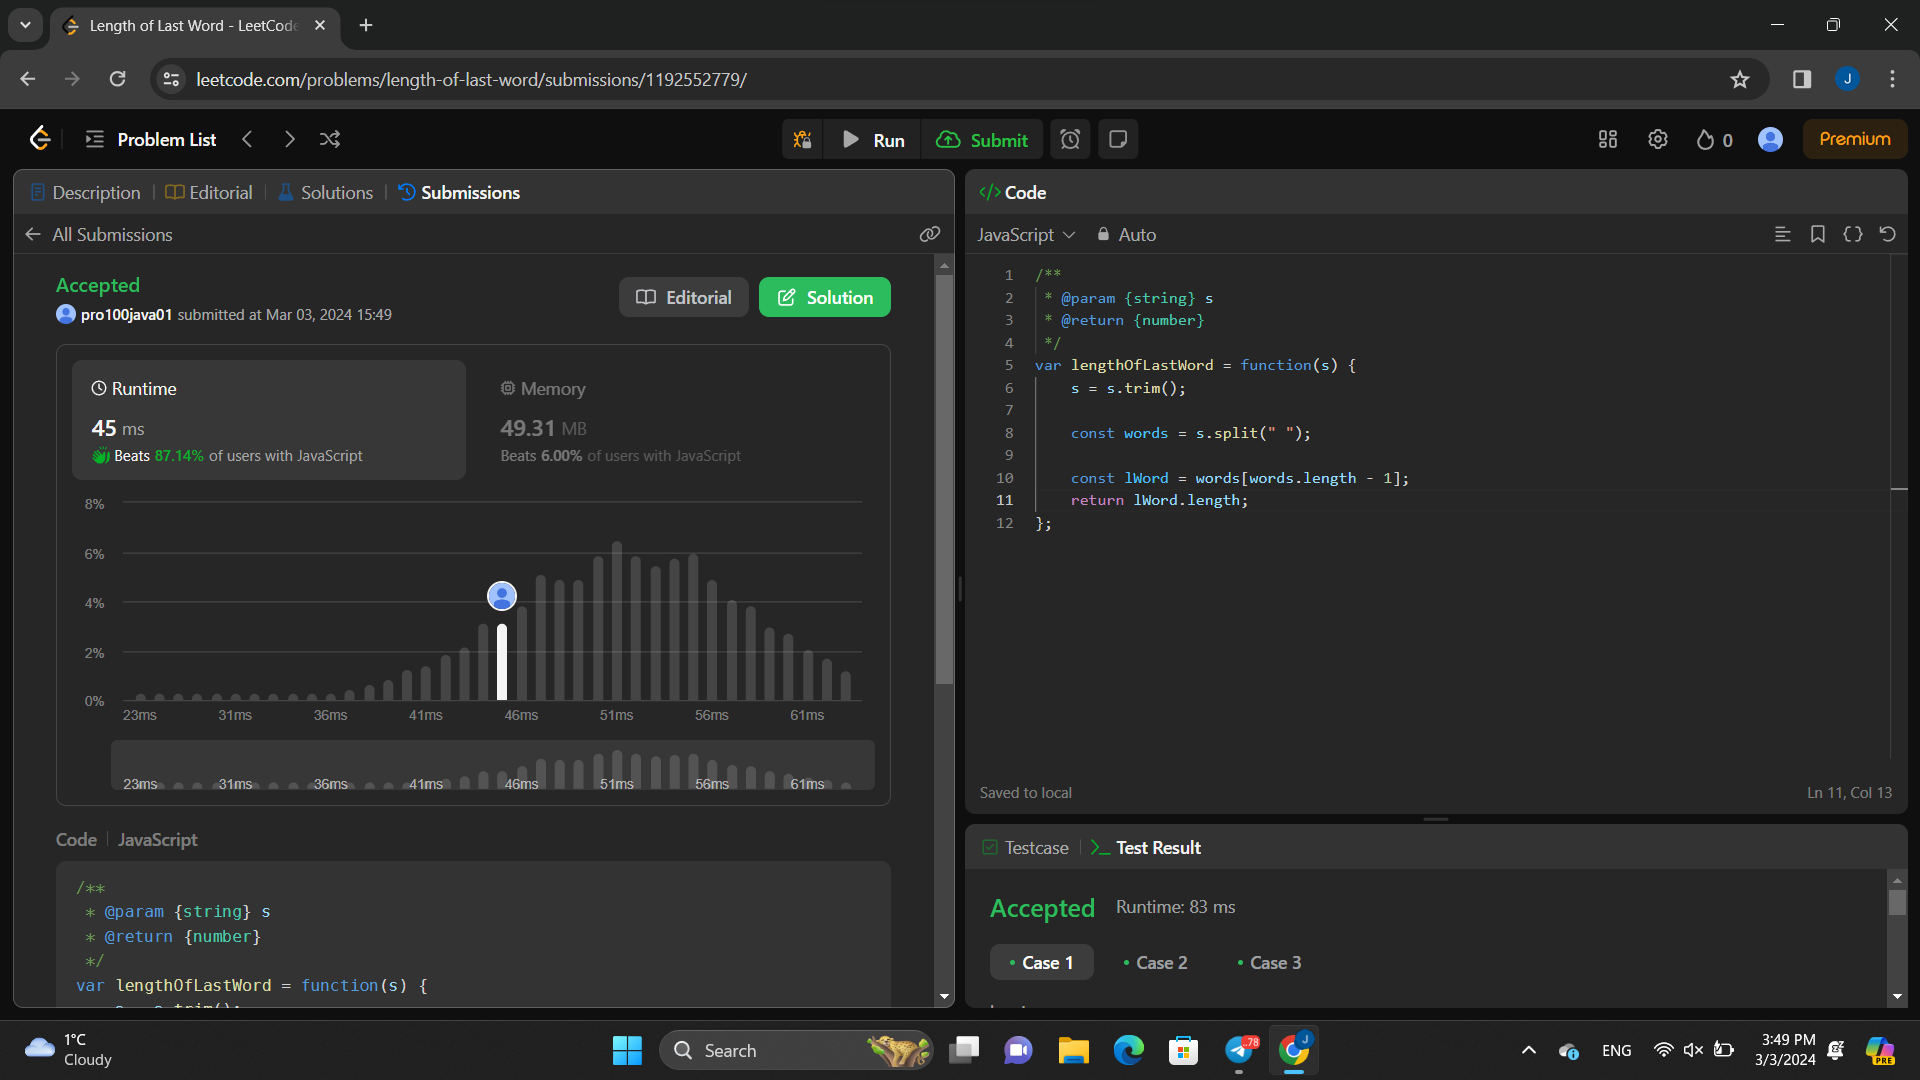 Length of Last Word - LeetCode
leetcode.com/problems/length-of-last-word/submissions/1192552779/
J
Problem List
Run
Submit
0
Premium
Description
Editorial
Solutions
Submissions
All Submissions
Accepted
pro100java01 submitted at Mar 03, 2024 15:49
Editorial
Solution
Runtime
45 ms
Beats 87.14% of users with JavaScript
Memory
49.31 MB
Beats 6.00% of users with JavaScript
8%
6%
4%
2%
0%
23ms 31ms 36ms 41ms 46ms 51ms 56ms 61ms
23ms 31ms 36ms 41ms 46ms 51ms 56ms 61ms
Code JavaScript
/**
* @param {string} s
* @return {number}
*/
var lengthOfLastWord = function(s) {
</> Code
JavaScript Auto
1 /**
2 * @param {string} s
3 * @return {number}
4 */
5 var lengthOfLastWord = function(s) {
6 s = s.trim();
7
8 const words = s.split(" ");
9
10 const lWord = words[words.length - 1];
11 return lWord.length;
12 };
Saved to local
Ln 11, Col 13
Testcase
Test Result
Accepted Runtime: 83 ms
Case 1
Case 2
Case 3
1°C
Cloudy
Search
78
J
ENG
3:49 PM
3/3/2024
PRE